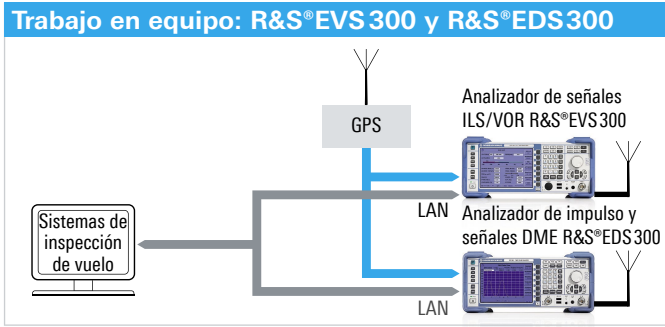 Trabajo en equipo: R&S®EVS300 y R&S®EDS300
GPS
Analizador de señales
ILS/VOR R&S®EVS300
LAN
Sistemas de
inspección
de vuelo
Analizador de impulso y
señales DME R&S®EDS300
LAN